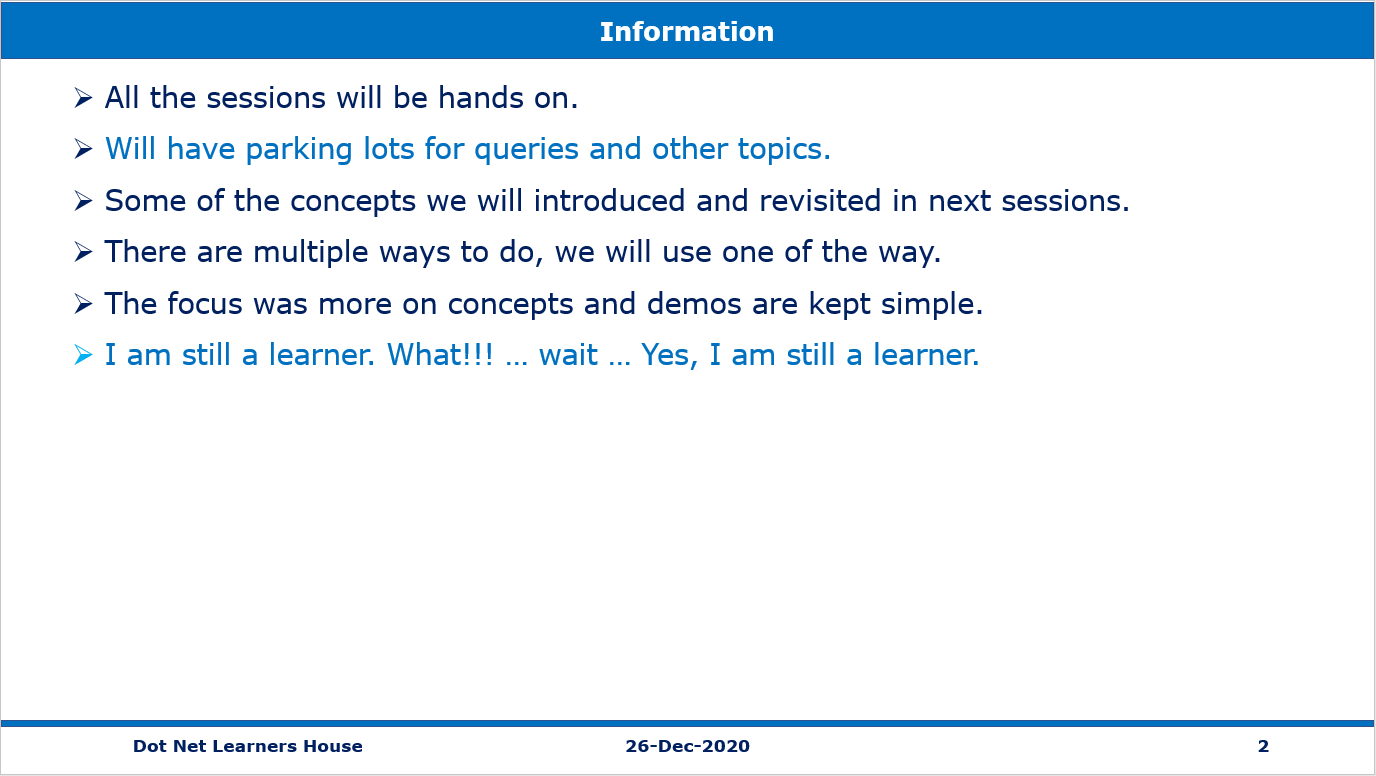 Information
All the sessions will be hands on.
Will have parking lots for queries and other topics.
Some of the concepts we will introduced and revisited in next sessions.
There are multiple ways to do, we will use one of the way.
The focus was more on concepts and demos are kept simple.
I am still a learner. What!!! … wait … Yes, I am still a learner.
Dot Net Learners House
26-Dec-2020
2